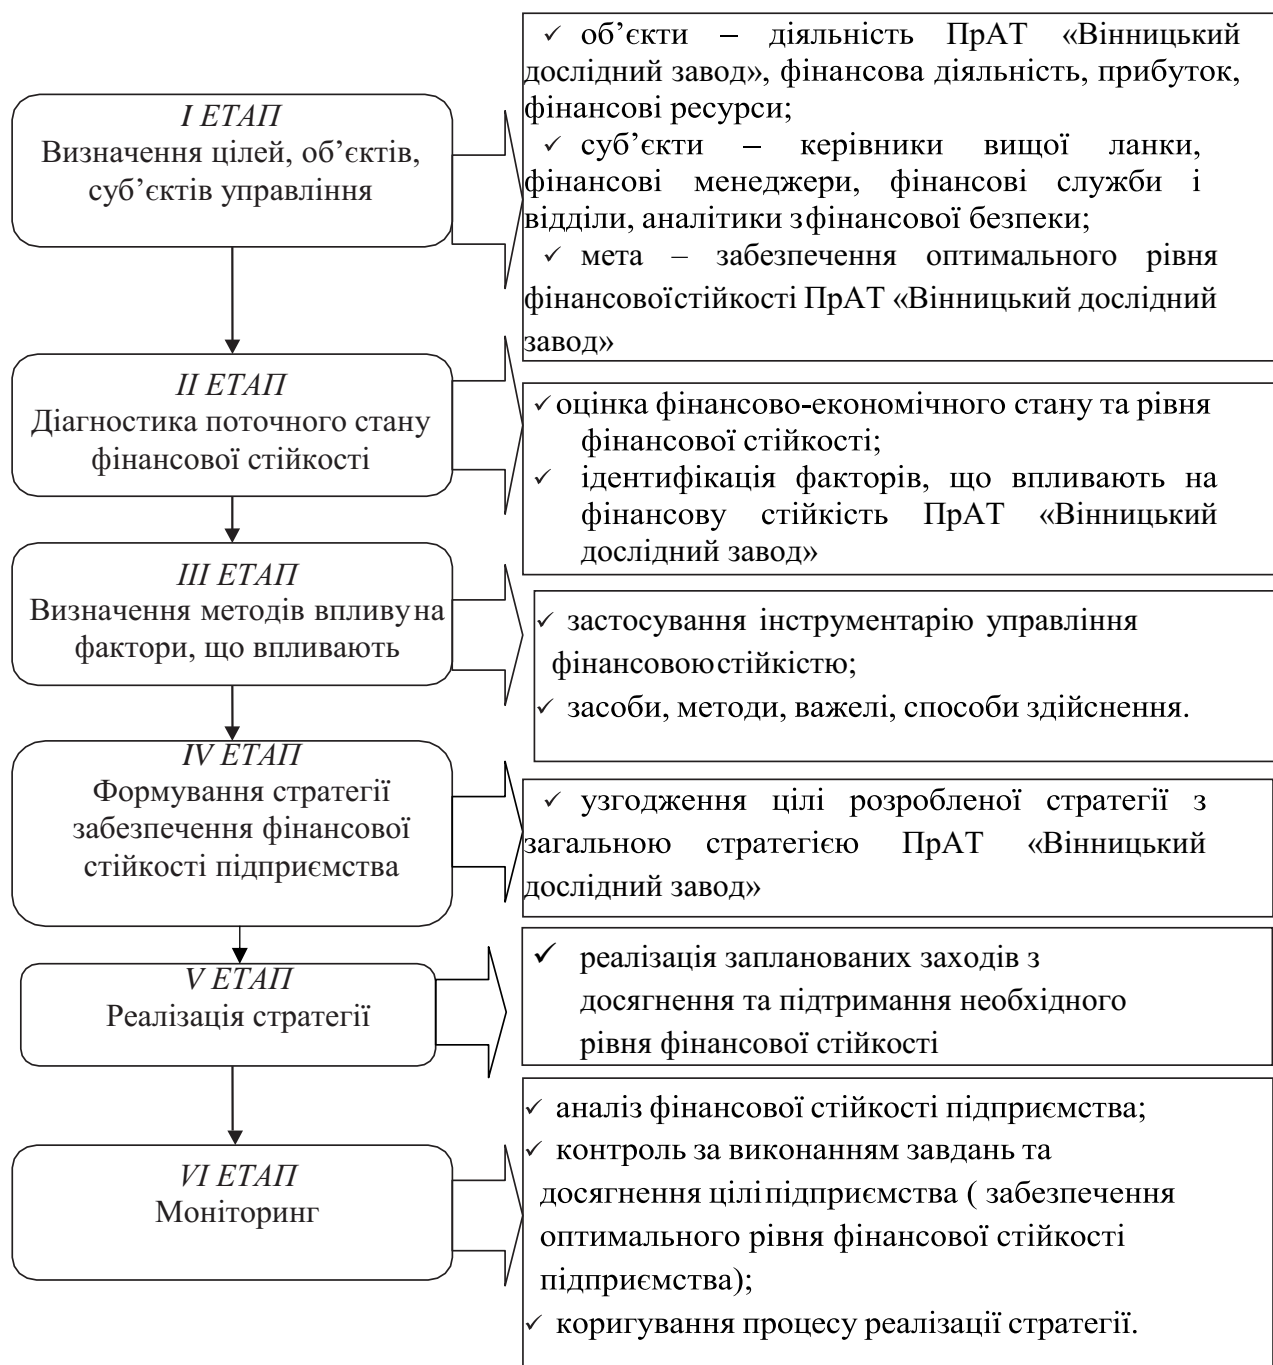 I ЕТАП
Визначення цілей, об’єктів,
суб’єктів управління
✓ об’єкти – діяльність ПрАТ «Вінницький
дослідний завод», фінансова діяльність, прибуток,
фінансові ресурси;
✓ суб’єкти – керівники вищої ланки,
фінансові менеджери, фінансові служби і
відділи, аналітики з фінансової безпеки;
✓ мета – забезпечення оптимального рівня
фінансовоїстійкості ПрАТ «Вінницький дослідний
завод»
II ЕТАП
Діагностика поточного стану
фінансової стійкості
✓ оцінка фінансово-економічного стану та рівня
фінансової стійкості;
✓ ідентифікація факторів, що впливають на
фінансову стійкість ПрАТ «Вінницький
дослідний завод»
III ЕТАП
Визначення методів впливу на
фактори, що впливають
✓ застосування інструментарію управління
фінансовоюстійкістю;
✓ засоби, методи, важелі, способи здійснення.
IV ЕТАП
Формування стратегії
забезпечення фінансової
стійкості підприємства
✓ узгодження цілі розробленої стратегії з
загальною стратегією ПрАТ «Вінницький
дослідний завод»
V ЕТАП
Реалізація стратегії
✓ реалізація запланованих заходів з
досягнення та підтримання необхідного
рівня фінансової стійкості
VI ЕТАП
Моніторинг
✓ аналіз фінансової стійкості підприємства;
✓ контроль за виконанням завдань та
досягнення ціліпідприємства ( забезпечення
оптимального рівня фінансової стійкості
підприємства);
✓ коригування процесу реалізації стратегії.